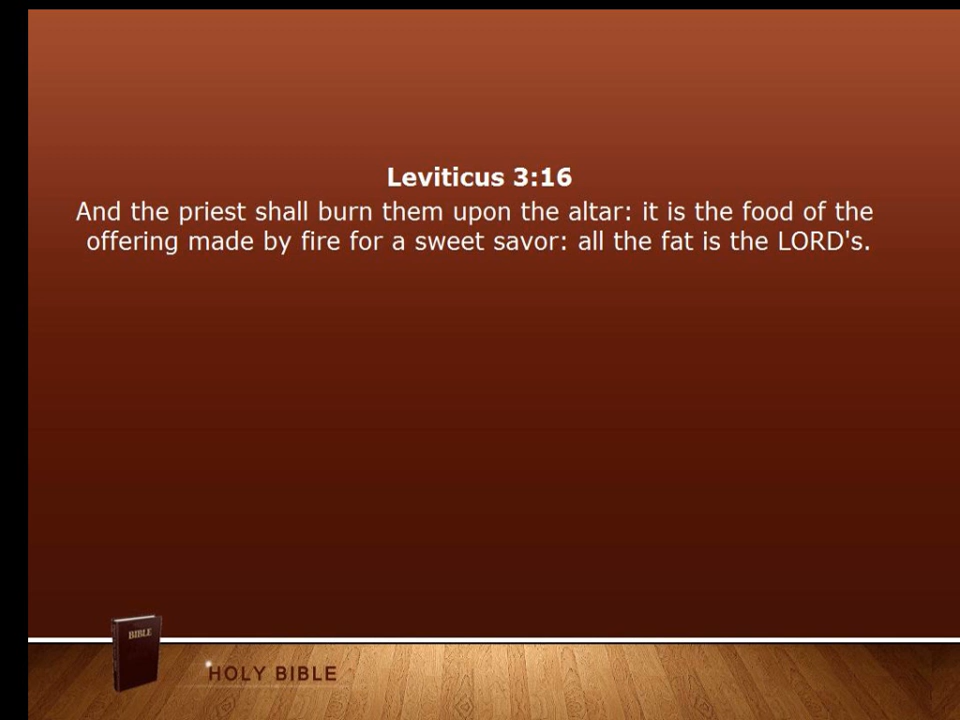 Leviticus 3:16
And the priest shall burn them upon the altar: it is the food of the
offering made by fire for a sweet savor: all the fat is the LORD's.
BIBLE
HOLY BIBLE